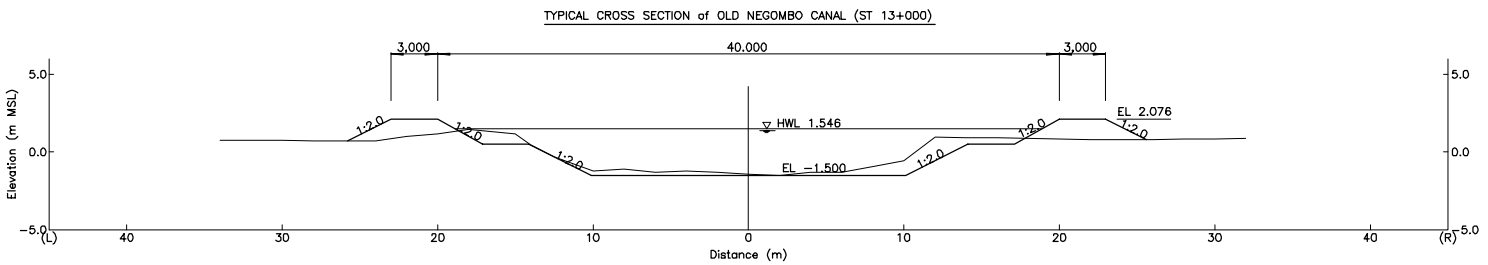 TYPICAL CROSS SECTION of OLD NEGOMBO CANAL (ST 13+000)
3,000 40.000 3,000
5.0 5.0
EL 2.076
1:2.0 1:2.0 HWL 1.546 1:2.0 1:2.0
0.0 0.0
1:2.0 EL -1.500 1:2.0
-5.0 -5.0
(L) 40 30 20 10 0 10 20 30 40 (R)
Distance (m)
Elevation (m MSL)